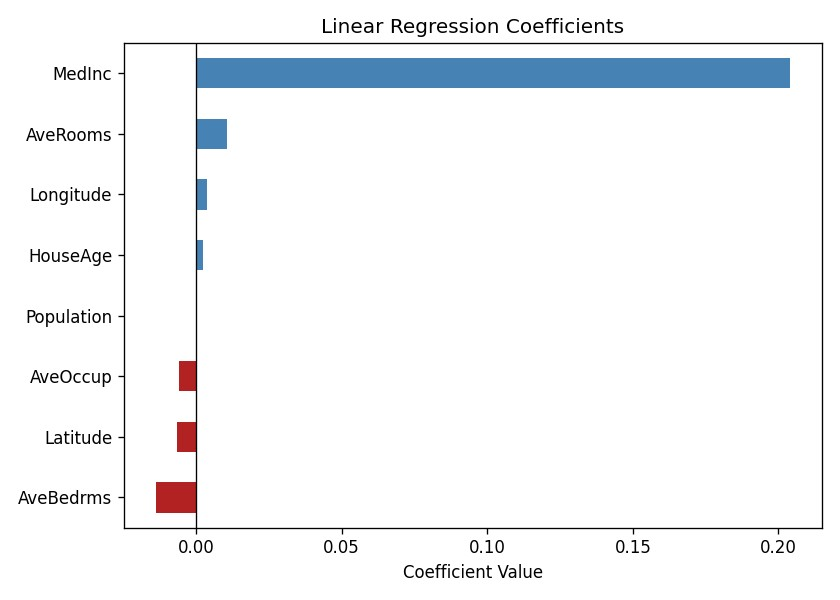 Linear Regression Coefficients
MedInc
AveRooms
Longitude
HouseAge
Population
AveOccup
Latitude
AveBedrms
0.00 0.05 0.10 0.15 0.20
Coefficient Value